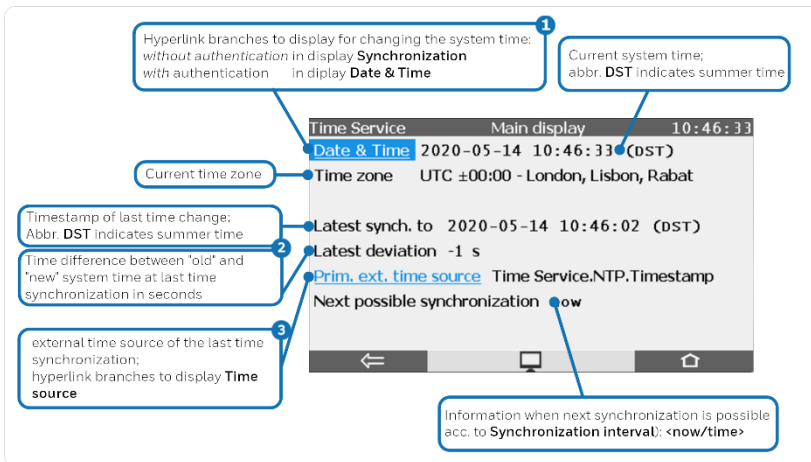 1
Hyperlink branches to display for changing the system time:
without authentication in display Synchronization
with authentication in diplay Date & Time
Current system time;
abbr. DST indicates summer time
Time Service Main display 10:46:33
Date & Time 2020-05-14 10:46:33 (DST)
Current time zone
Time zone UTC ±00:00 - London, Lisbon, Rabat
Timestamp of last time change;
Abbr. DST indicates summer time
Latest synch. to 2020-05-14 10:46:02 (DST)
2
Time difference between "old" and
"new" system time at last time
synchronization in seconds
Latest deviation -1 s
Prim. ext. time source Time Service.NTP.Timestamp
Next possible synchronization
3
external time source of the last time
synchronization;
hyperlink branches to display Time
source
Information when next synchronization is possible
acc. to Synchronization interval): <now/time>